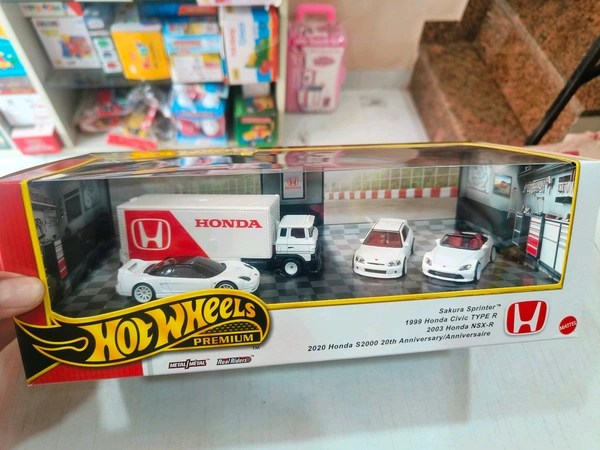 HONDA
HOT WHEELS
PREMIUM
TM
METAL/METAL
Real Riders
Sakura Sprinter™
1999 Honda Civic TYPE R
2003 Honda NSX-R
2020 Honda S2000 20th Anniversary/Anniversaire
MATTEL